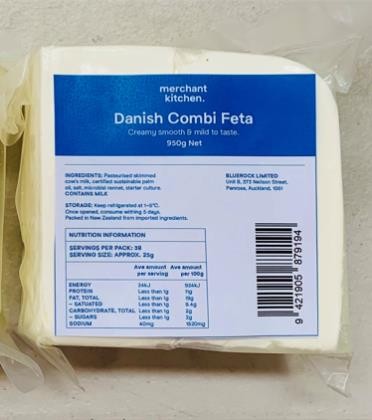 merchant
kitchen.
Danish Combi Feta
Creamy smooth & mild to taste.
950g Net
INGREDIENTS: Pasteurised skimmed
cow's milk, certified sustainable palm
oil, salt, microbial rennet, starter culture.
CONTAINS MILK
BLUEROCK LIMITED
Unit B, 373 Neilson Street,
Penrose, Auckland, 1061
STORAGE: Keep refrigerated at 1-5°C.
Once opened, consume withing 5 days.
Packed in New Zealand from imported ingredients.
NUTRITION INFORMATION
SERVINGS PER PACK: 38
SERVING SIZE: APPROX. 25g
Ave amount Ave amount
per serving per 100g
ENERGY
PROTEIN Less than 1g
FAT, TOTAL Less than 1g
- SATUATED Less than 1g 9.4g
CARBOHYDRATE, TOTAL Less than 1g 2g
- SUGARS Less than 1g 2g
SODIUM 40mg 1520mg
9 421905 879194